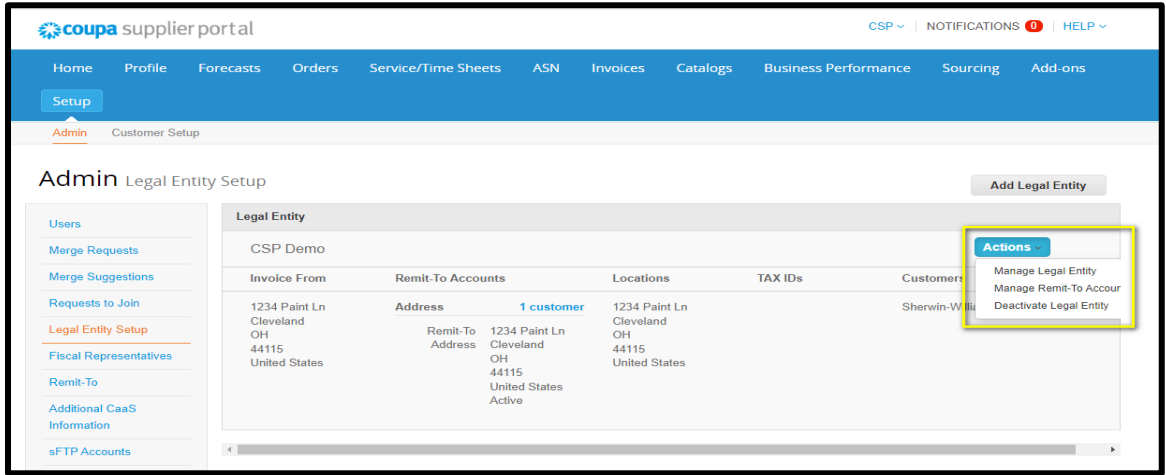 coupa supplier portal
CSP NOTIFICATIONS 0 HELP
Home Profile Forecasts Orders Service/Time Sheets ASN Invoices Catalogs Business Performance Sourcing Add-ons
Setup
Admin Customer Setup
Admin Legal Entity Setup
Add Legal Entity
Users
Merge Requests
Merge Suggestions
Requests to Join
Legal Entity Setup
Fiscal Representatives
Remit-To
Additional CaaS
Information
sFTP Accounts
Legal Entity
CSP Demo
Actions
Manage Legal Entity
Manage Remit-To Accour
Deactivate Legal Entity
Invoice From Remit-To Accounts Locations TAX IDs Customers
1234 Paint Ln
Cleveland
OH
44115
United States
Address 1 customer
Remit-To
Address
1234 Paint Ln
Cleveland
OH
44115
United States
Active
1234 Paint Ln
Cleveland
OH
44115
United States